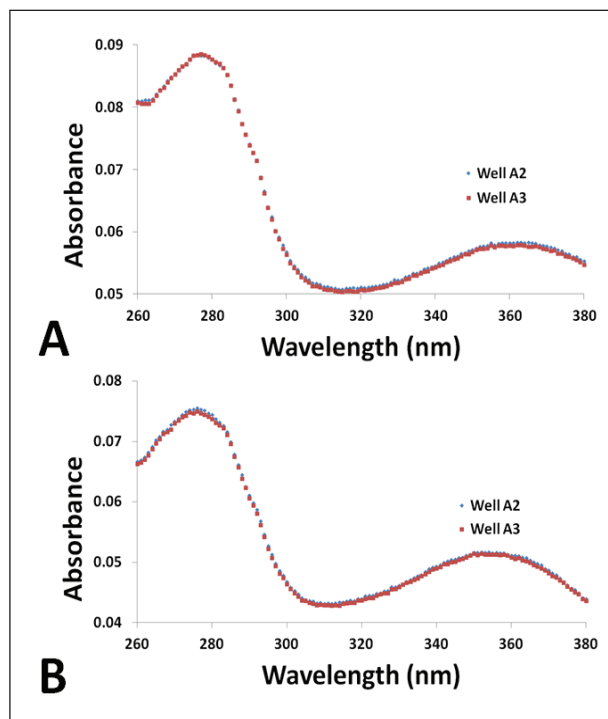 0.09
0.08
0.07
0.06
0.05
Absorbance
Well A2
Well A3
260 280 300 320 340 360 380
Wavelength (nm)
A
0.08
0.07
0.06
0.05
0.04
Absorbance
Well A2
Well A3
260 280 300 320 340 360 380
Wavelength (nm)
B